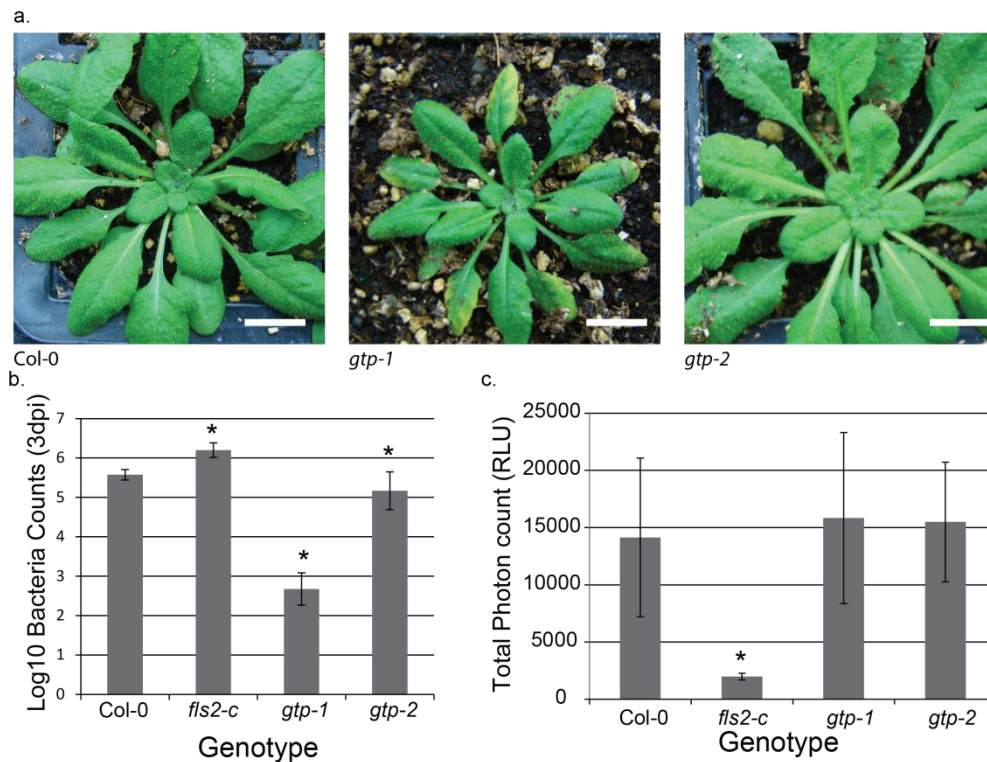 a.
Col-0
gtp-1
gtp-2
b.
Log10 Bacteria Counts (3dpi)
7
6
5
4
3
2
1
0
*
*
*
Col-0 fls2-c gtp-1 gtp-2
Genotype
c.
Total Photon count (RLU)
25000
20000
15000
10000
5000
0
*
Col-0 fls2-c gtp-1 gtp-2
Genotype